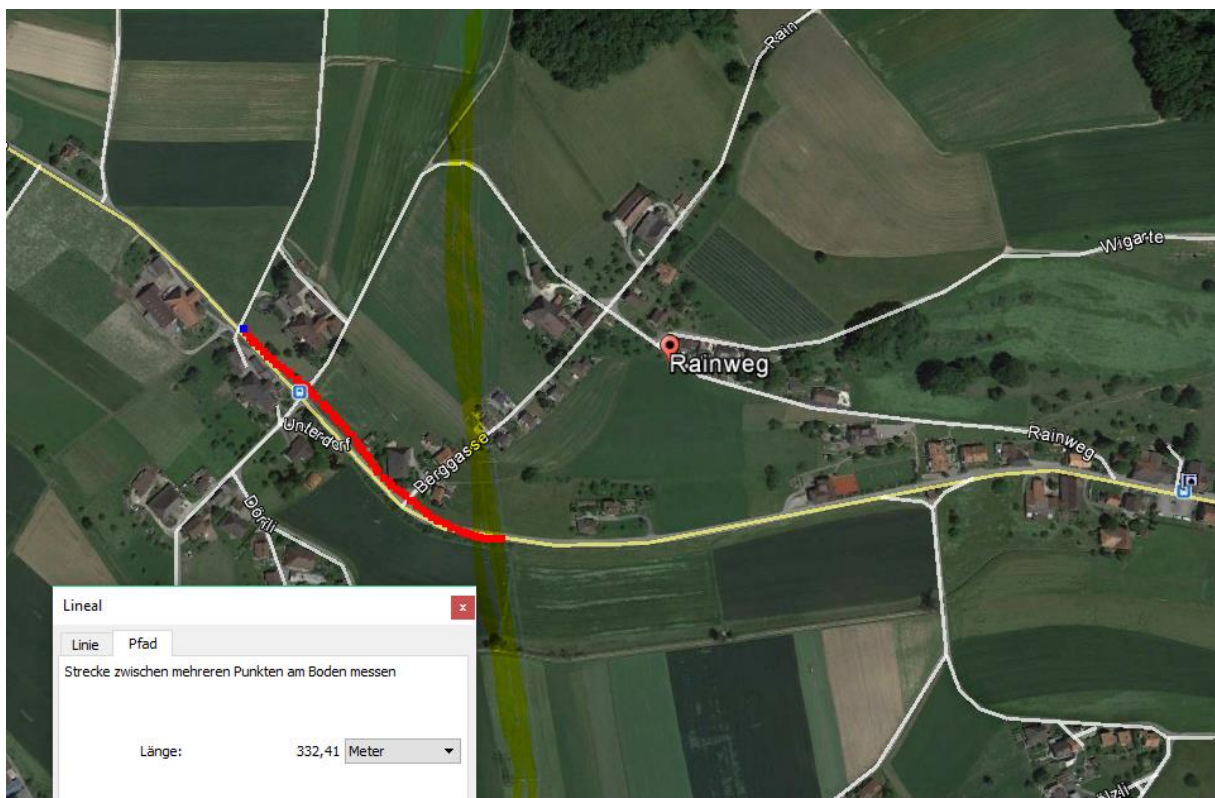 Rain
Wigarte
Rainweg
Unterdorf
Berggasse
Rainweg
Dörfli
Lineal
x
Linie
Pfad
Strecke zwischen mehreren Punkten am Boden messen
Länge:
332,41
Meter